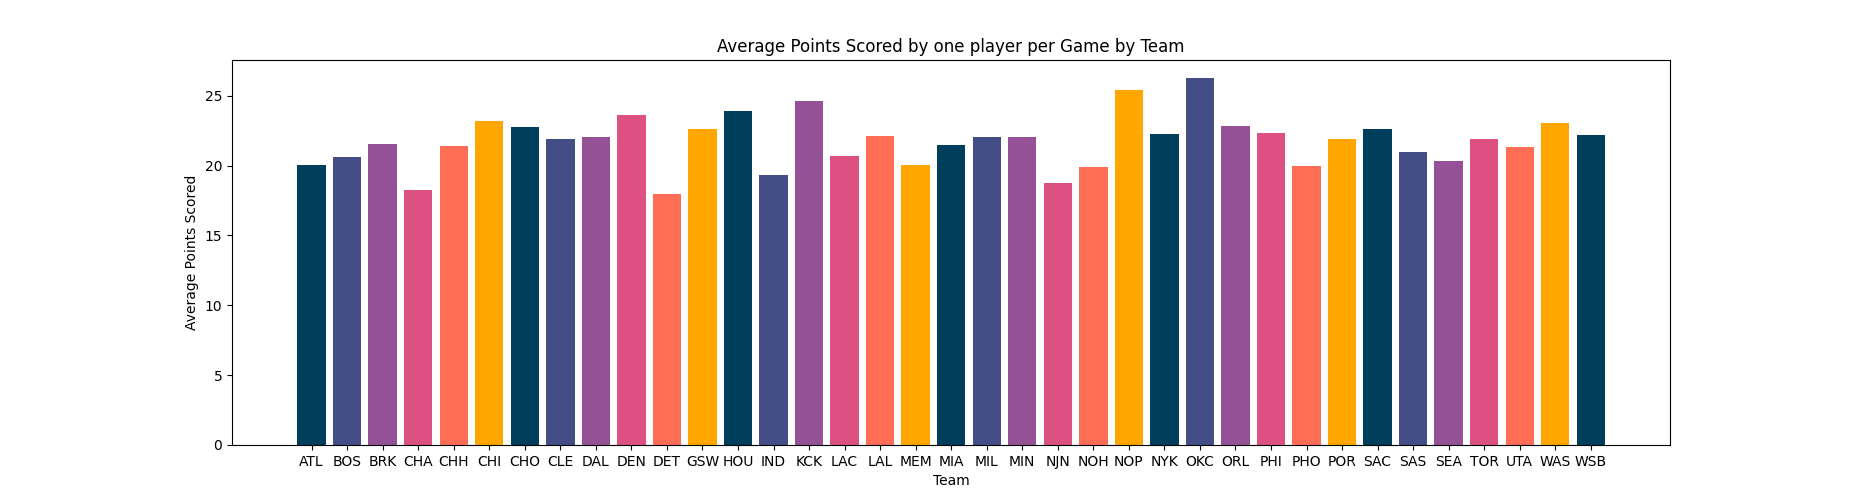 Average Points Scored by one player per Game by Team
Average Points Scored
25
20
15
10
5
0
ATL BOS BRK CHA CHH CHI CHO CLE DAL DEN DET GSW HOU IND KCK LAC LAL MEM MIA MIL MIN NJN NOH NOP NYK OKC ORL PHI PHO POR SAC SAS SEA TOR UTA WAS WSB
Team